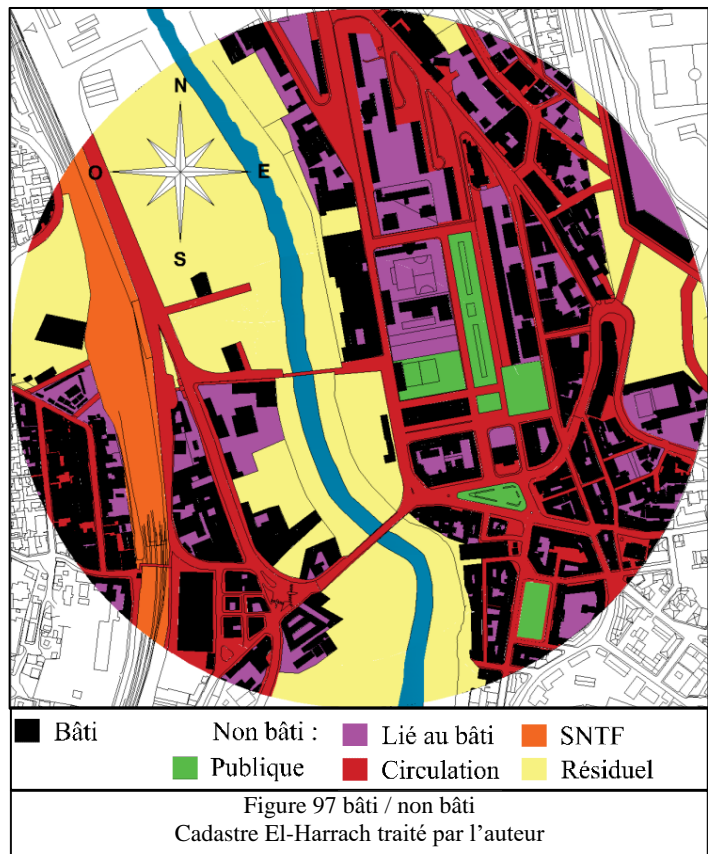 N
O
E
S
Bâti
Non bâti :
Lié au bâti
SNTF
Publique
Circulation
Résiduel
Figure 97 bâti / non bâti
Cadastre El-Harrach traité par l'auteur